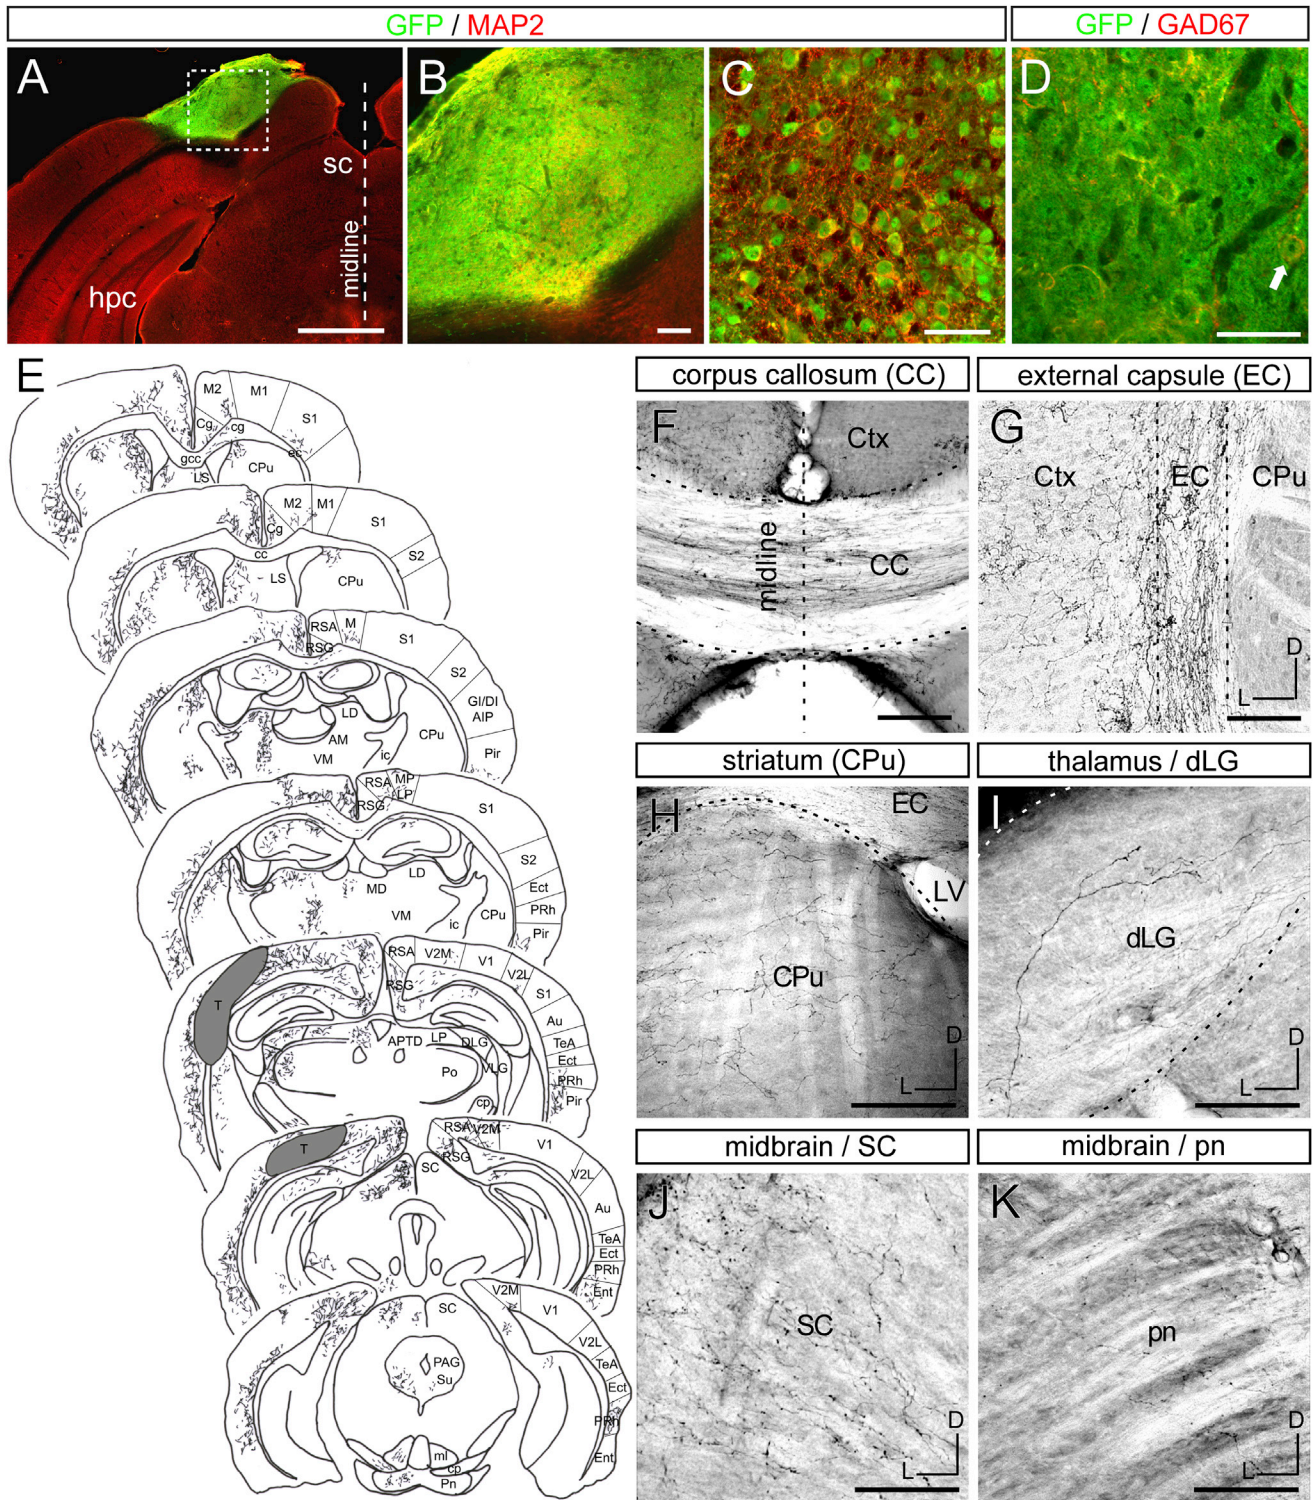 GFP / MAP2
GFP / GAD67
A
sc
midline
hpc
B
C
D
E
M2
M1
S1
Cg
cg
gcc
ec
LS
CPu
M2
M1
S1
Cg
S2
cc
LS
CPu
RSA
M
S1
RSG
S2
GI/DI
AIP
LD
AM
CPu
VM
ic
Pir
RSA
MP
LP
RSG
S1
S2
LD
MD
Ect
VM
CPu
PRh
ic
Pir
RSA
V2M
V1
V2L
RSG
S1
T
Au
APTD
LP
DLG
TeA
Ect
Po
VLG
PRh
cp
Pir
RSA
V2M
V1
T
RSG
SC
V2L
Au
TeA
Ect
PRh
Ent
V2M
SC
V1
V2L
PAG
TeA
Su
Ect
PRh
ml
Ent
cp
Pn
corpus callosum (CC)
F
Ctx
midline
CC
external capsule (EC)
G
Ctx
EC
CPu
D
L
striatum (CPu)
H
EC
LV
CPu
D
L
thalamus / dLG
I
dLG
D
L
midbrain / SC
J
SC
D
L
midbrain / pn
K
pn
D
L